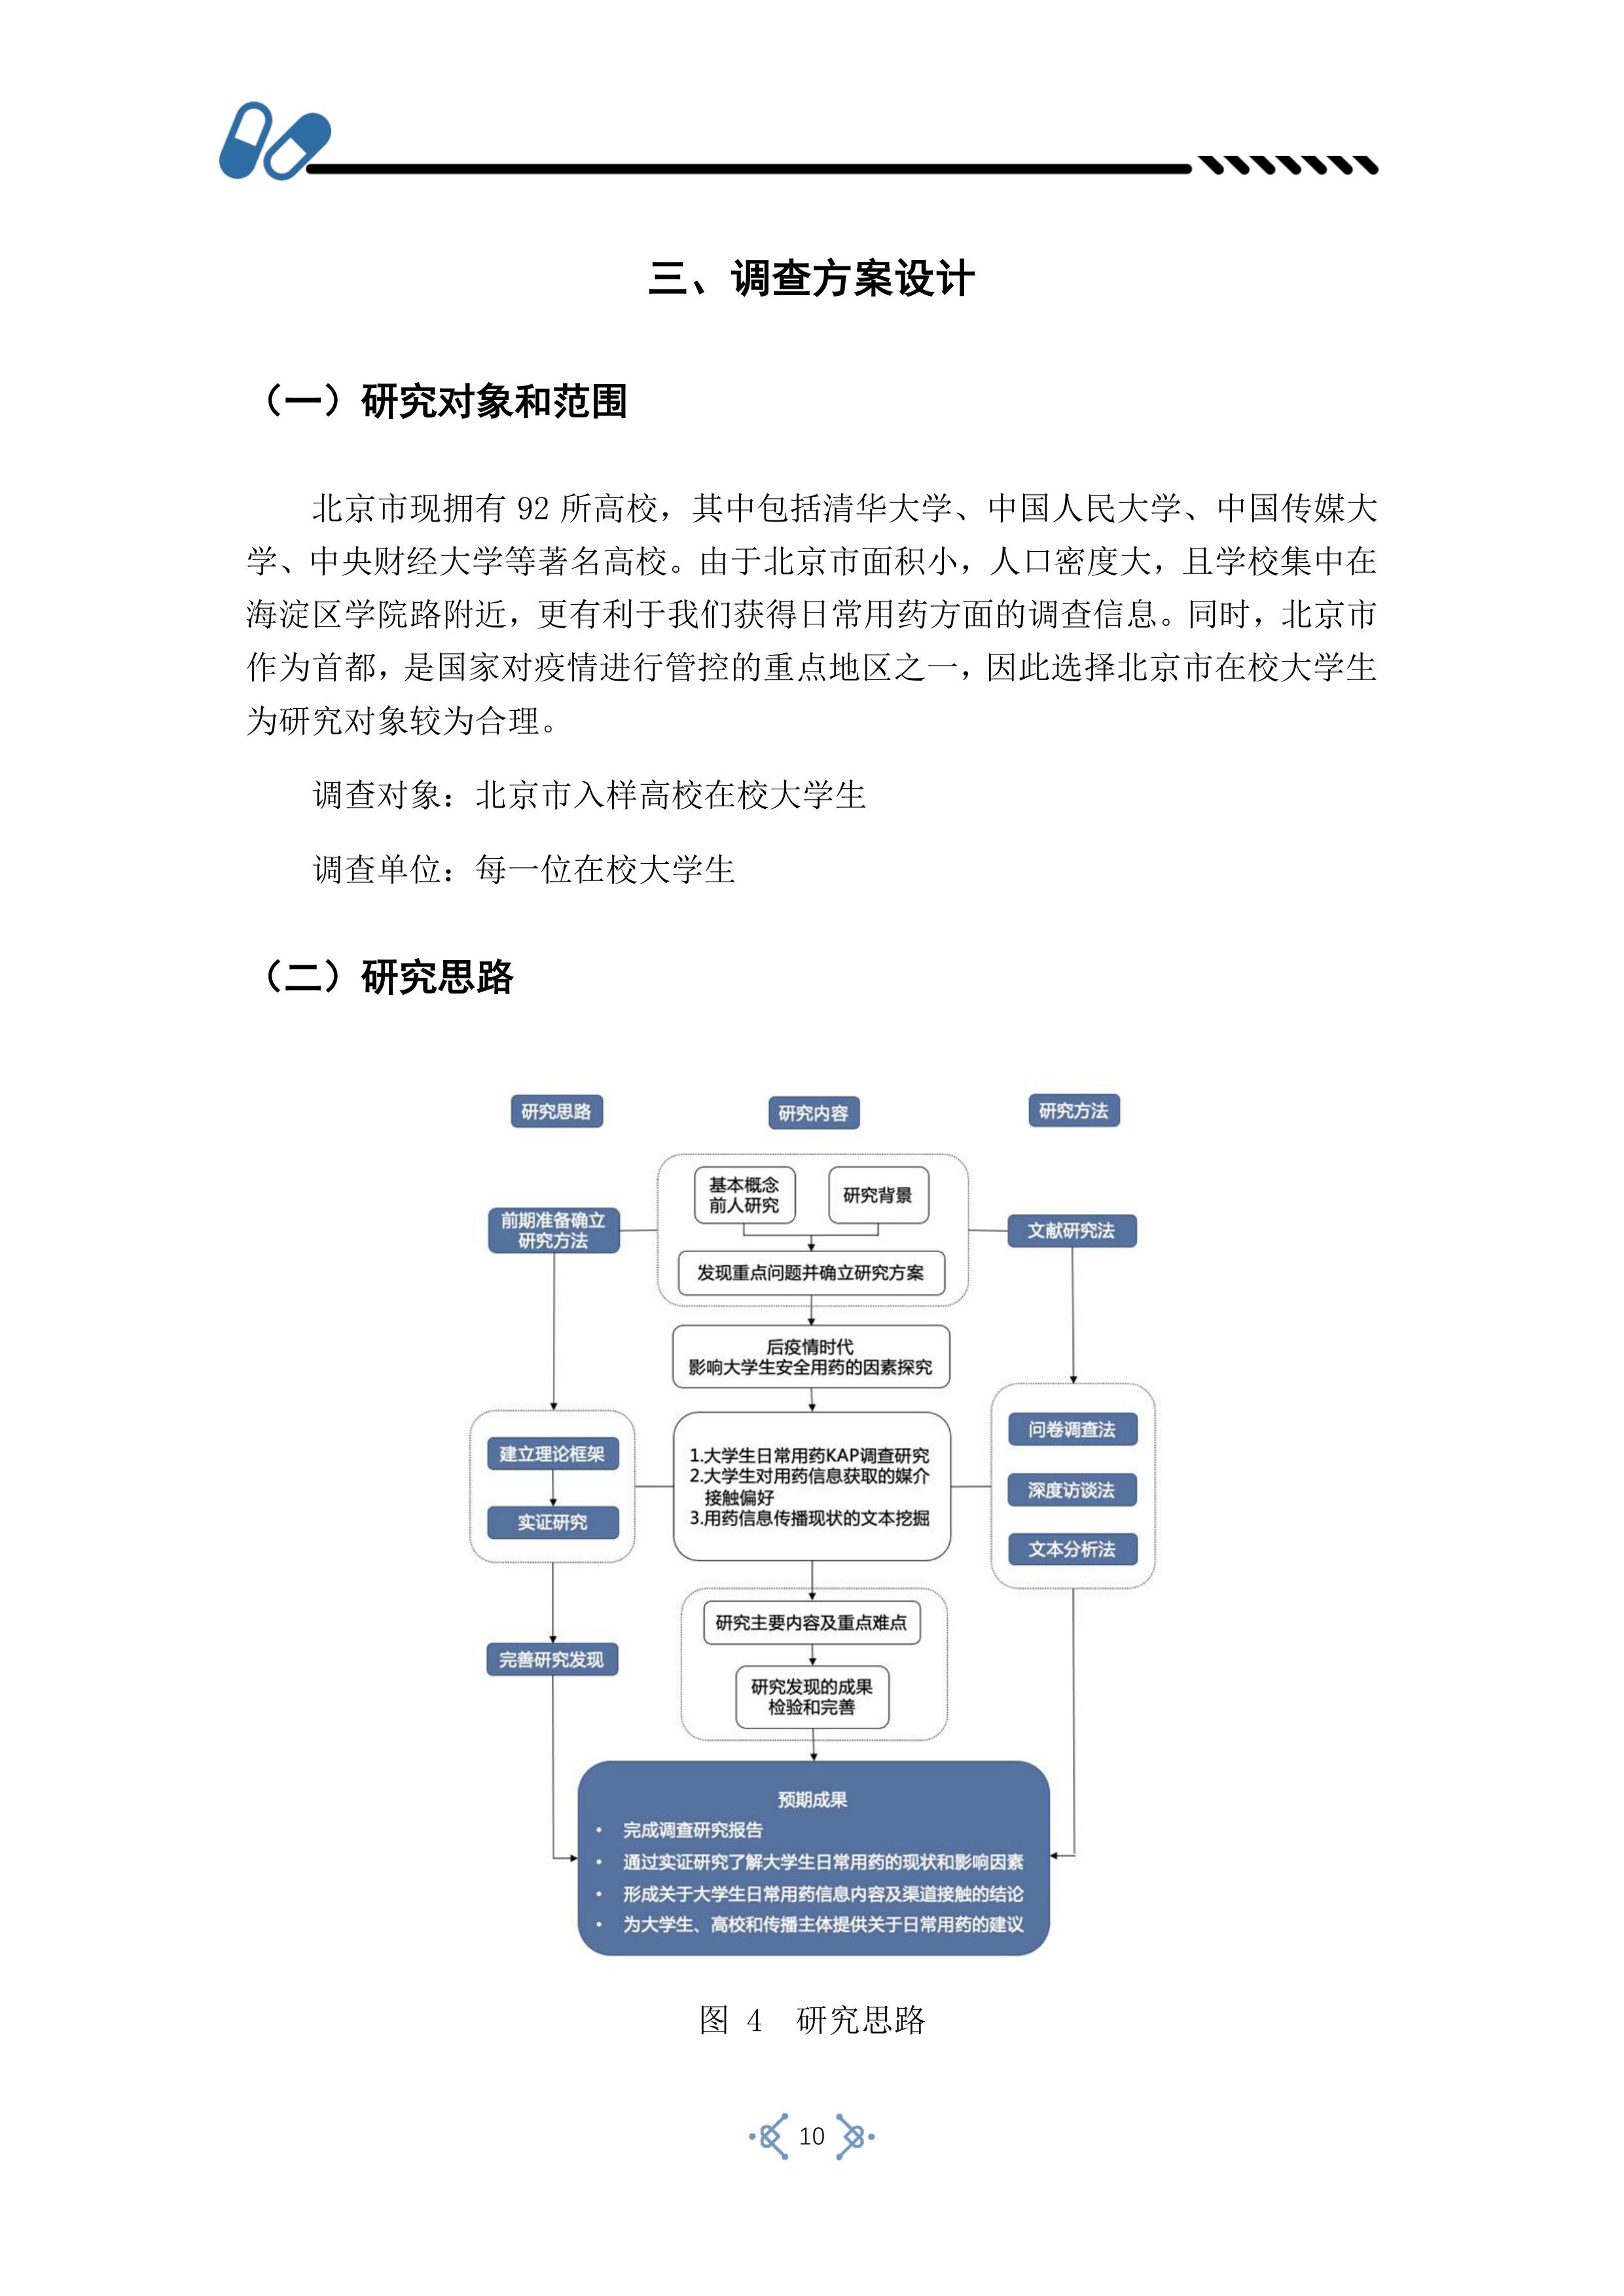 三、调查方案设计
（一）研究对象和范围
北京市现拥有 92 所高校，其中包括清华大学、中国人民大学、中国传媒大
学、中央财经大学等著名高校。由于北京市面积小，人口密度大，且学校集中在
海淀区学院路附近，更有利于我们获得日常用药方面的调查信息。同时，北京市
作为首都，是国家对疫情进行管控的重点地区之一，因此选择北京市在校大学生
为研究对象较为合理。
调查对象：北京市入样高校在校大学生
调查单位：每一位在校大学生
（二）研究思路
研究思路
研究内容
研究方法
基本概念
前人研究
研究背景
前期准备确立
研究方法
文献研究法
发现重点问题并确立研究方案
后疫情时代
影响大学生安全用药的因素探究
建立理论框架
实证研究
1.大学生日常用药KAP调查研究
2.大学生对用药信息获取的媒介
接触偏好
3.用药信息传播现状的文本挖掘
问卷调查法
深度访谈法
文本分析法
研究主要内容及重点难点
完善研究发现
研究发现的成果
检验和完善
预期成果
• 完成调查研究报告
• 通过实证研究了解大学生日常用药的现状和影响因素
• 形成关于大学生日常用药信息内容及渠道接触的结论
• 为大学生、高校和传播主体提供关于日常用药的建议
图 4 研究思路
10